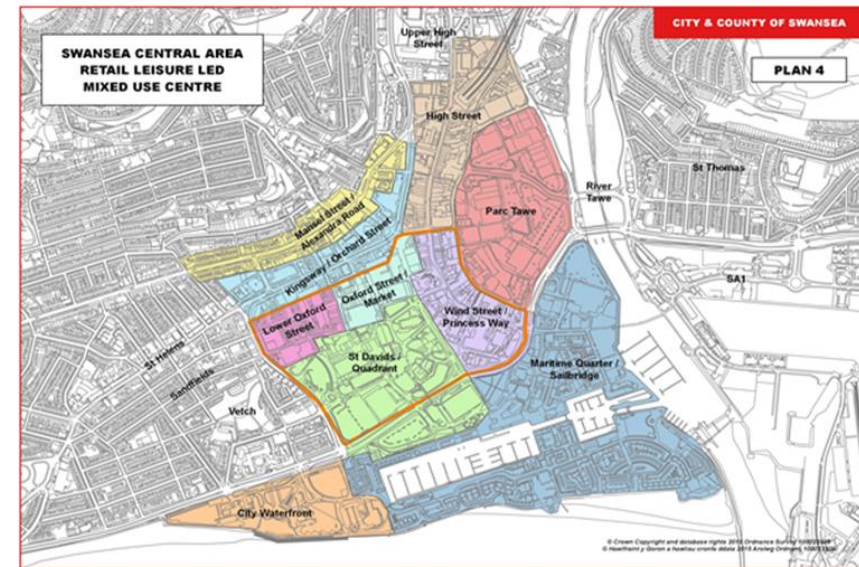 CITY & COUNTY OF SWANSEA
SWANSEA CENTRAL AREA
RETAIL LEISURE LED
MIXED USE CENTRE
PLAN 4
Upper High
Street
High Street
St Thomas
River
Tawe
Parc Tawe
Mansel Street /
Alexandra Road
Kingsway / Orchard Street
SA1
Oxford Street /
Market
Lower Oxford
Street
Wind Street /
Princess Way
St Davids /
Quadrant
Maritime Quarter /
Sailbridge
St Helens
Sandfields
Vetch
City Waterfront